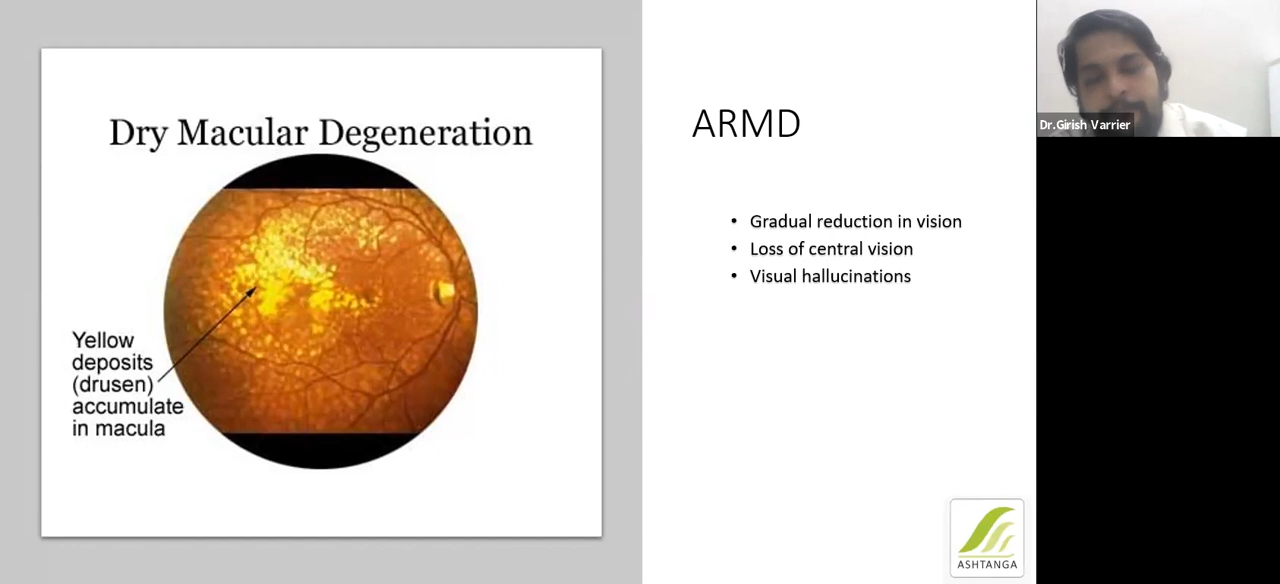 Dry Macular Degeneration
Yellow
deposits
(drusen)
accumulate
in macula
ARMD
• Gradual reduction in vision
• Loss of central vision
• Visual hallucinations
ASHTANGA
Dr.Girish Varrier